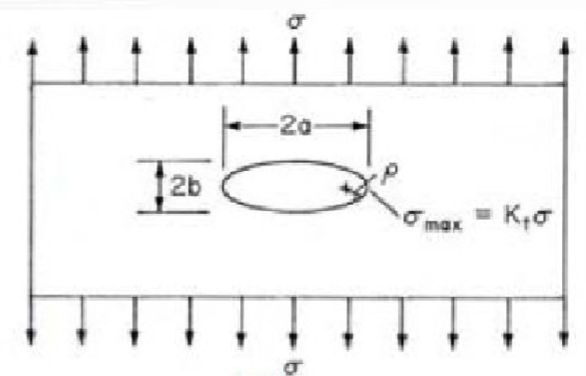 σ
2a
ρ
2b
σmax = Ktσ
σ